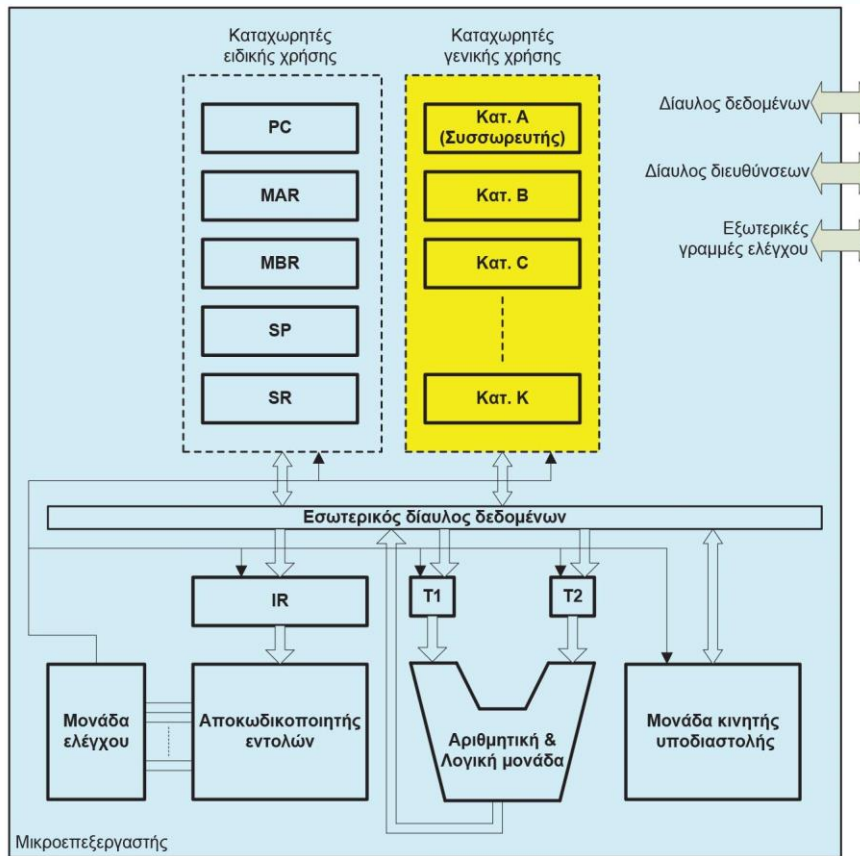 Καταχωρητές
ειδικής χρήσης
Καταχωρητές
γενικής χρήσης
PC
MAR
MBR
SP
SR
Κατ. Α
(Συσσωρευτής)
Κατ. Β
Κατ. C
Κατ. Κ
Δίαυλος δεδομένων
Δίαυλος διευθύνσεων
Εξωτερικές
γραμμές ελέγχου
Εσωτερικός δίαυλος δεδομένων
IR
T1
T2
Μονάδα
ελέγχου
Αποκωδικοποιητής
εντολών
Αριθμητική &
Λογική μονάδα
Μονάδα κινητής
υποδιαστολής
Μικροεπεξεργαστής